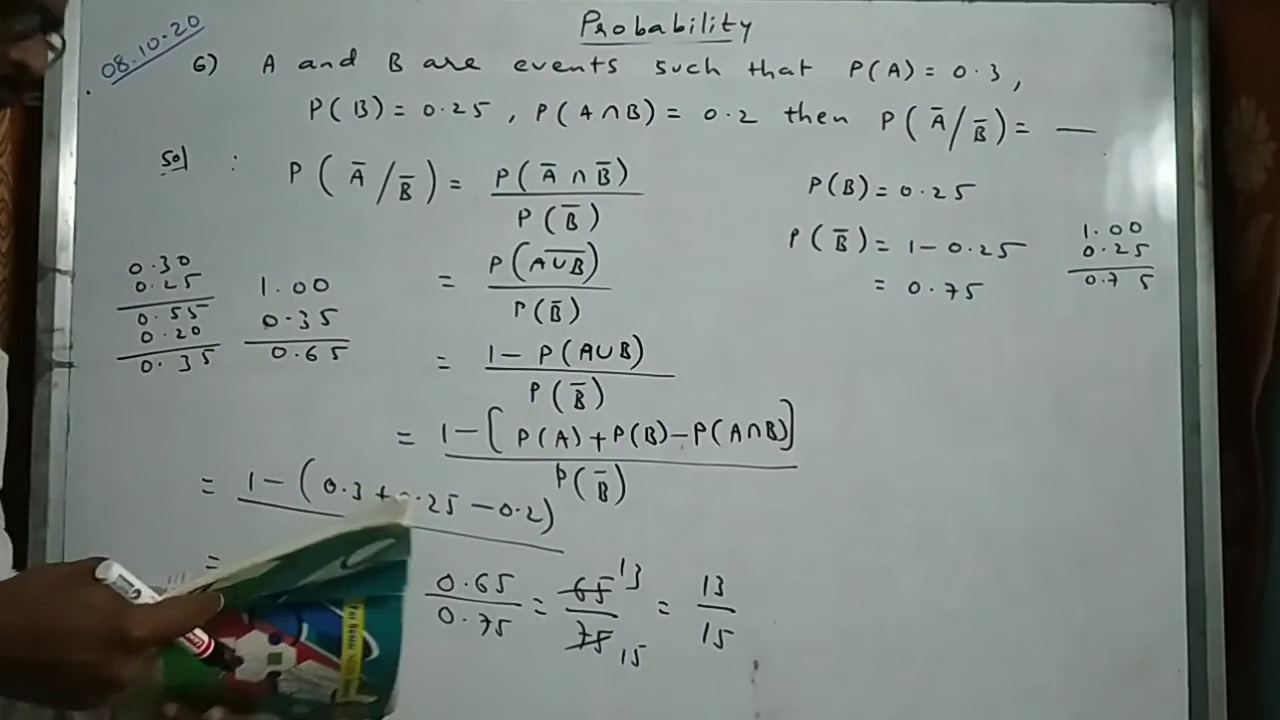 Probability
08.10.20
6) A and B are events such that P(A) = 0.3,
P(B) = 0.25, P(A∩B) = 0.2 then P(A̅/B̅) = —
Sol : P(A̅/B̅) = P(A̅ ∩ B̅) / P(B̅)
= P(A̅∪̅B̅) / P(B̅)
= 1 - P(A∪B) / P(B̅)
= 1 - [P(A) + P(B) - P(A∩B)] / P(B̅)
= 1 - (0.3 + 0.25 - 0.2)
=
0.65 / 0.75 = 65 13 / 75 15 = 13 / 15
0.30
0.25
0.55
0.20
0.35
1.00
0.35
0.65
P(B) = 0.25
P(B̅) = 1 - 0.25
= 0.75
1.00
0.25
0.75